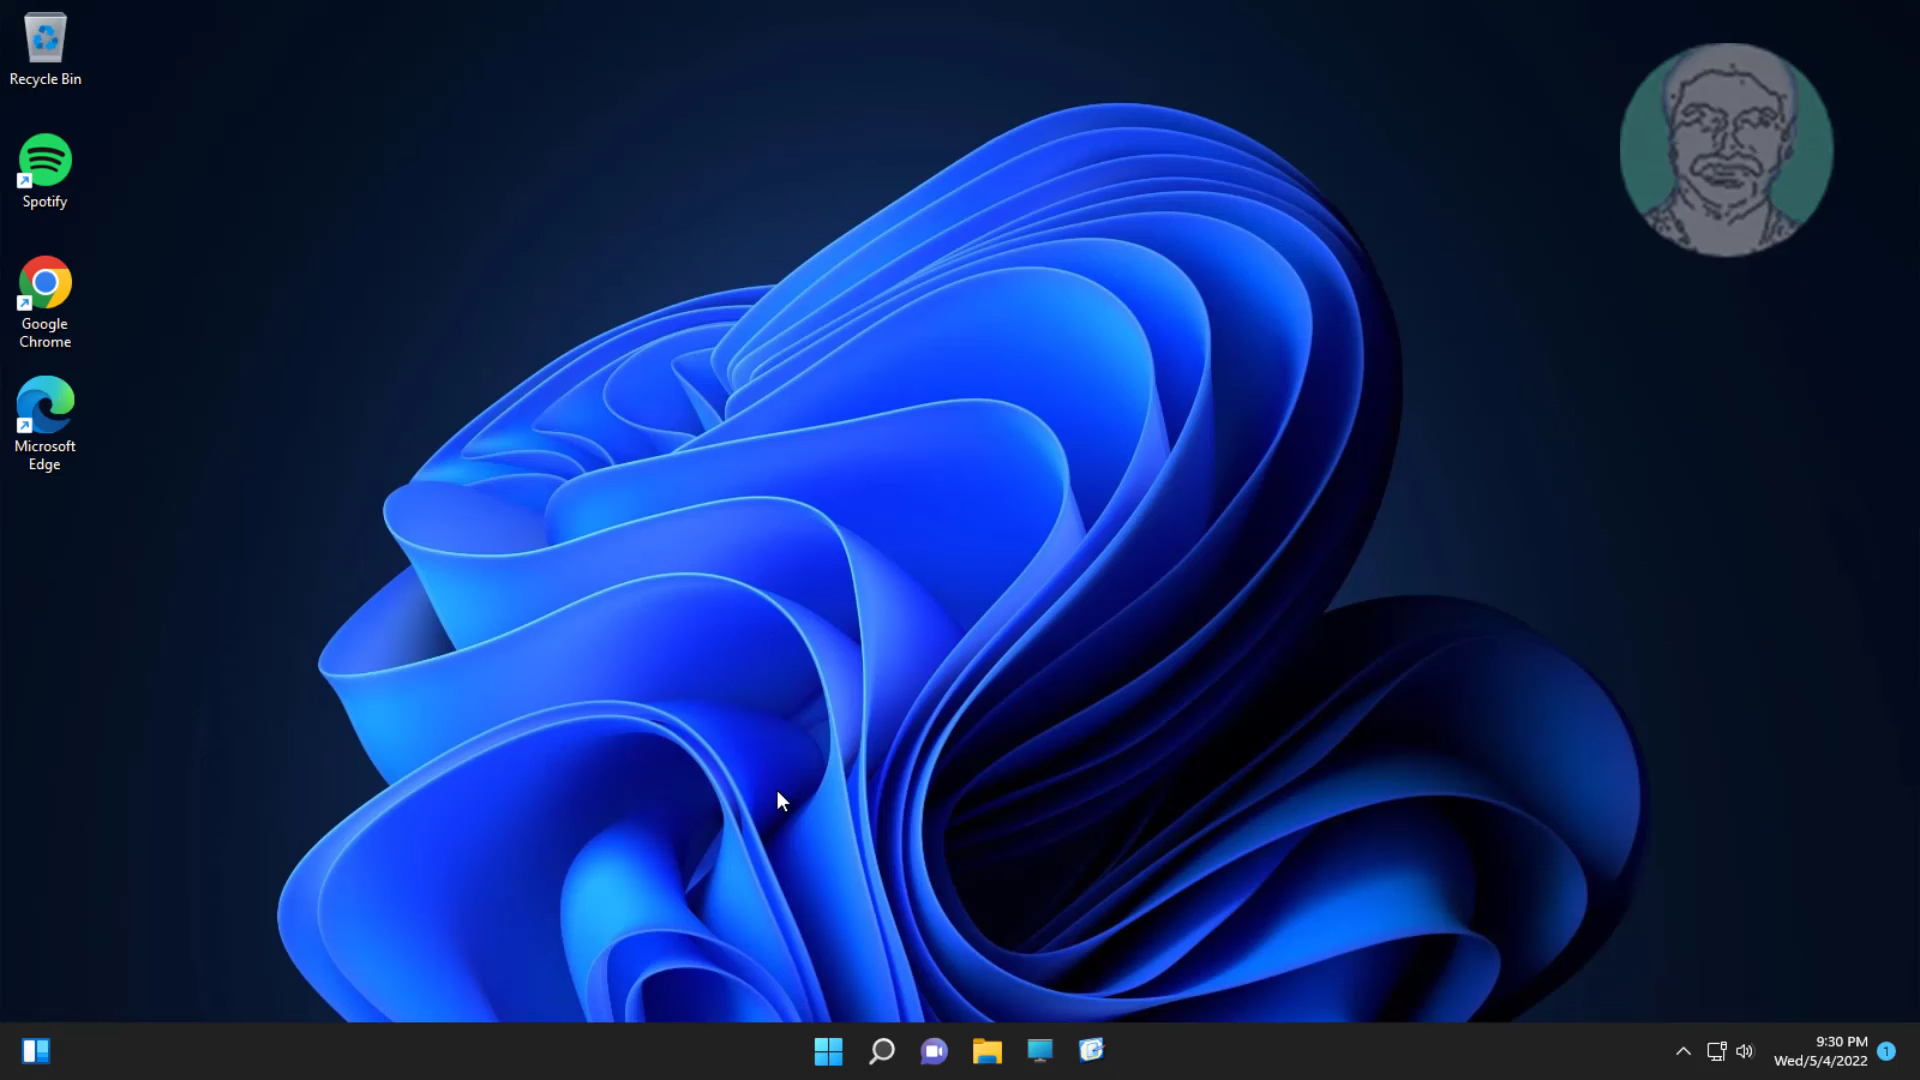 Recycle Bin
Spotify
Google
Chrome
Microsoft
Edge
9:30 PM
Wed/5/4/2022
1